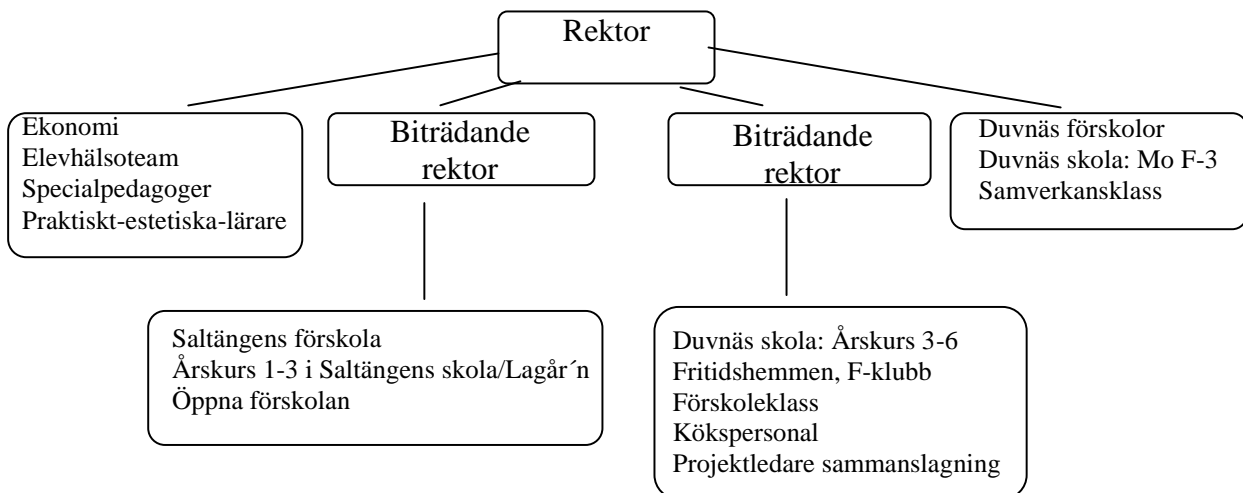 Rektor
Ekonomi
Elevhälsoteam
Specialpedagoger
Praktiskt-estetiska-lärare
Biträdande
rektor
Biträdande
rektor
Duvnäs förskolor
Duvnäs skola: Mo F-3
Samverkansklass
Saltängens förskola
Årskurs 1-3 i Saltängens skola/Lagår´n
Öppna förskolan
Duvnäs skola: Årskurs 3-6
Fritidshemmen, F-klubb
Förskoleklass
Kökspersonal
Projektledare sammanslagning